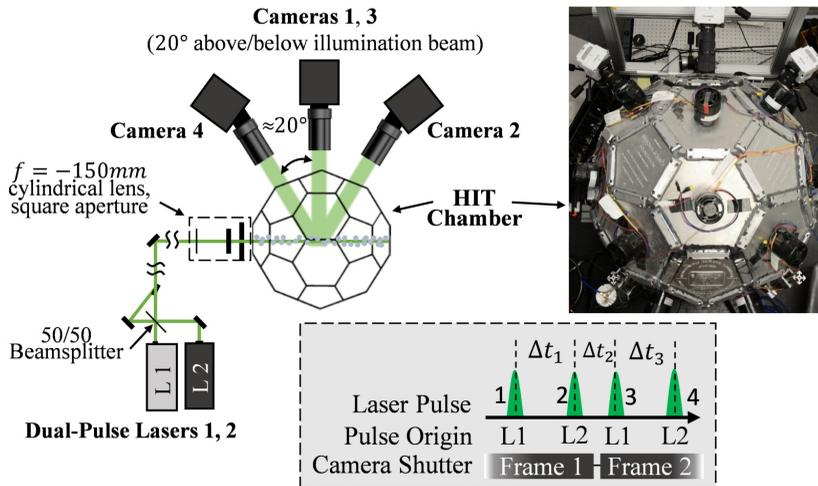 Cameras 1, 3
(20° above/below illumination beam)
Camera 4
≈20°
Camera 2
f = −150mm
cylindrical lens,
square aperture
HIT
Chamber
50/50
Beamsplitter
L 1
L 2
Dual-Pulse Lasers 1, 2
Δt₁ Δt₂ Δt₃
Laser Pulse 1 2 3 4
Pulse Origin L1 L2 L1 L2
Camera Shutter Frame 1 Frame 2